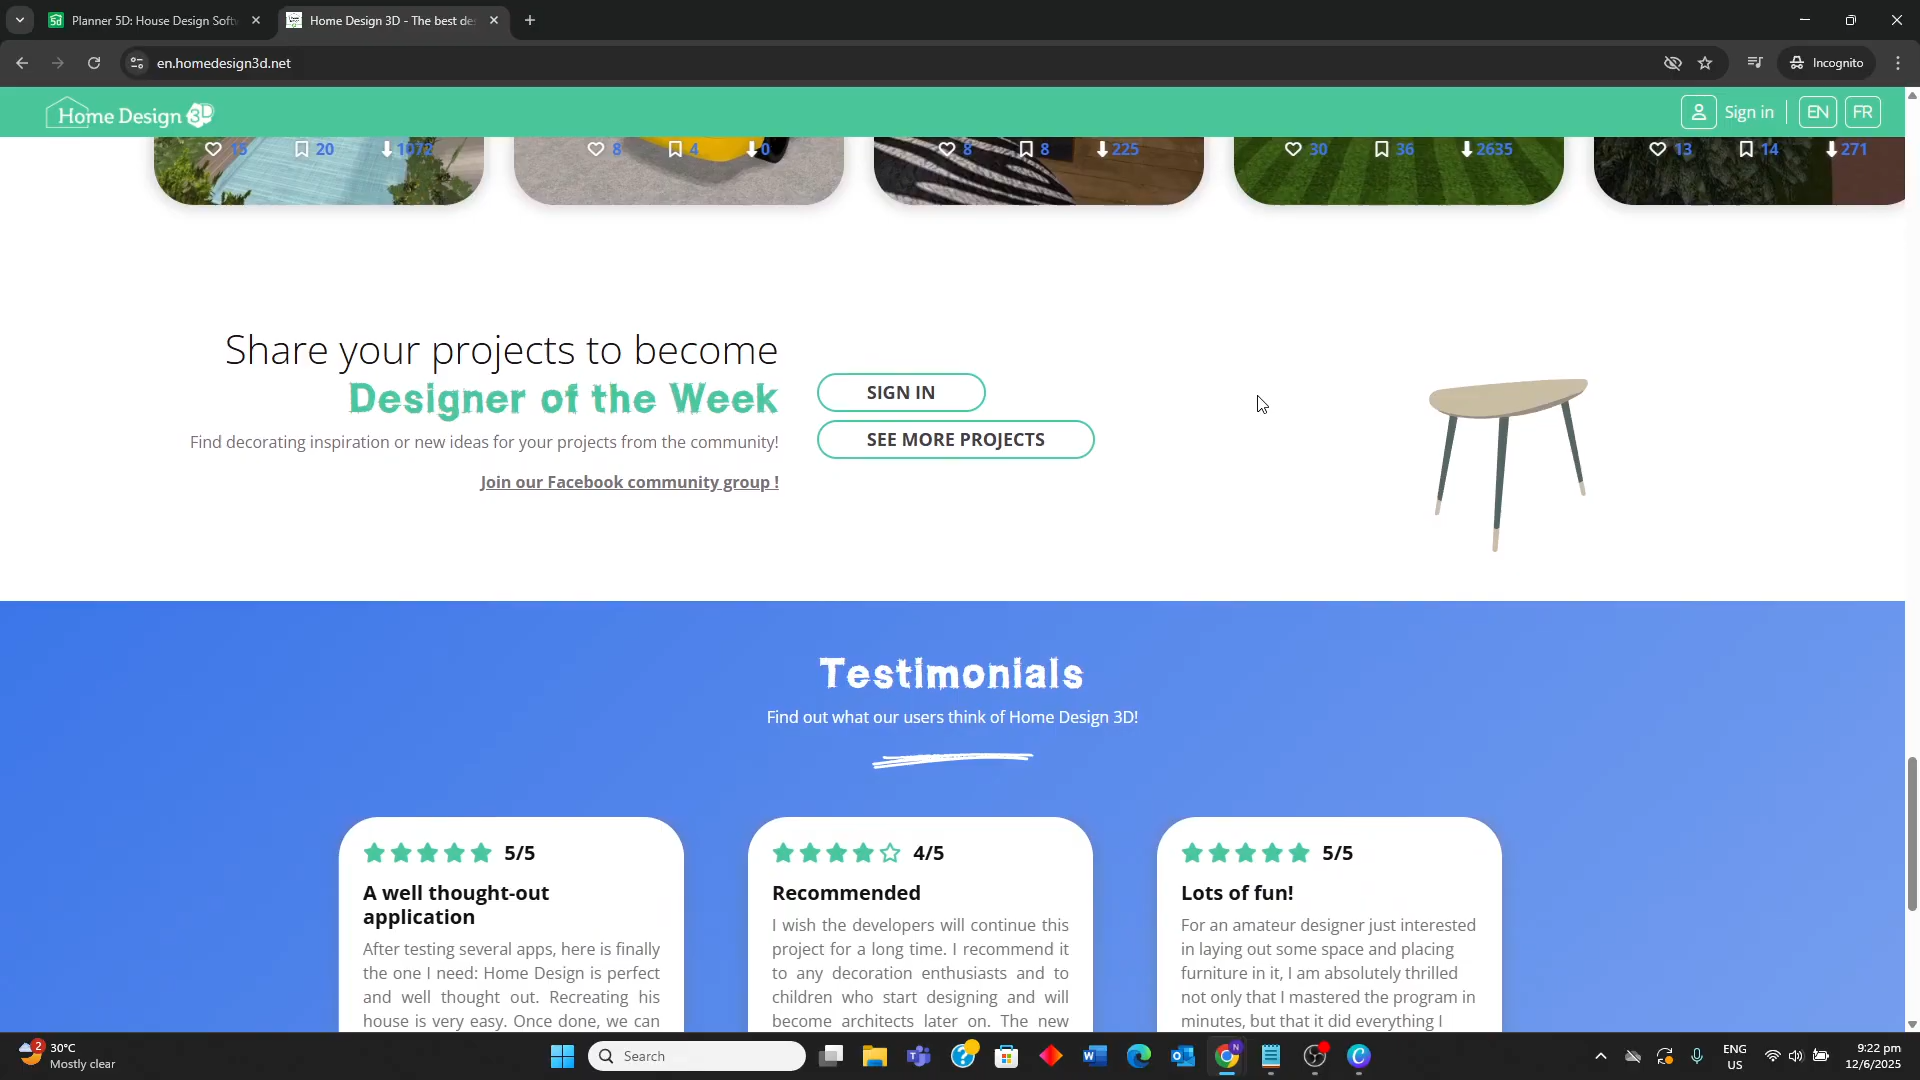 Planner 5D: House Design Softw
Home Design 3D - The best de
en.homedesign3d.net
Incognito
Home Design 3D
Sign in
EN
FR
15
20
1072
8
4
0
8
8
225
30
36
2635
13
14
271
Share your projects to become
Designer of the Week
Find decorating inspiration or new ideas for your projects from the community!
Join our Facebook community group !
SIGN IN
SEE MORE PROJECTS
Testimonials
Find out what our users think of Home Design 3D!
5/5
A well thought-out
application
After testing several apps, here is finally
the one I need: Home Design is perfect
and well thought out. Recreating his
house is very easy. Once done, we can
4/5
Recommended
I wish the developers will continue this
project for a long time. I recommend it
to any decoration enthusiasts and to
children who start designing and will
become architects later on. The new
5/5
Lots of fun!
For an amateur designer just interested
in laying out some space and placing
furniture in it, I am absolutely thrilled
not only that I mastered the program in
minutes, but that it did everything I
2
30°C
Mostly clear
Search
ENG
US
9:22 pm
12/6/2025